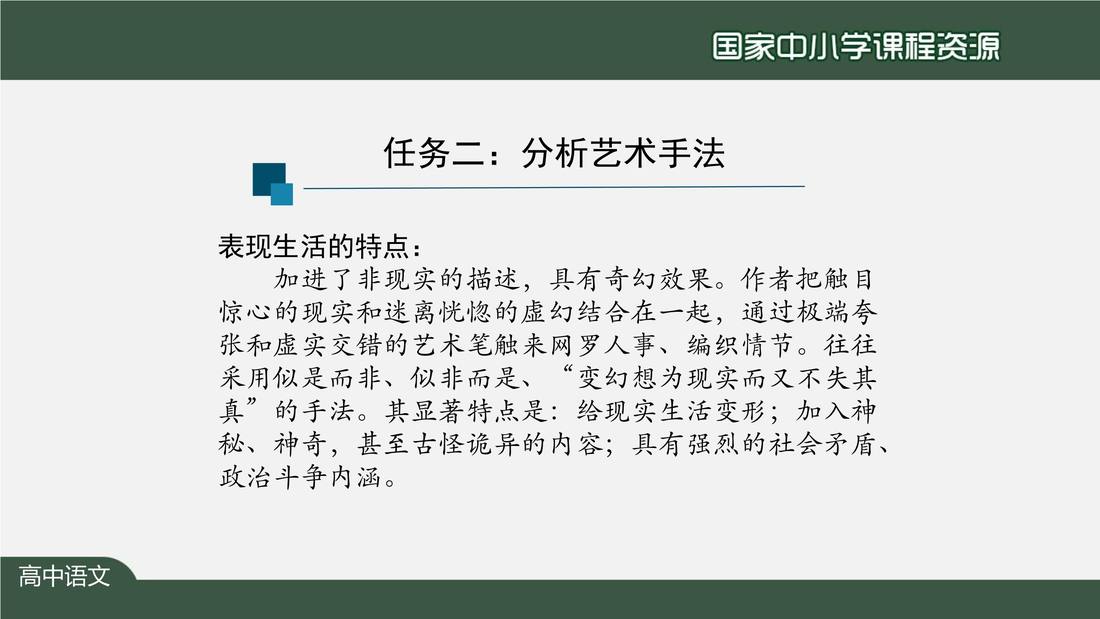 国家中小学课程资源
任务二：分析艺术手法
表现生活的特点：
加进了非现实的描述，具有奇幻效果。作者把触目
惊心的现实和迷离恍惚的虚幻结合在一起，通过极端夸
张和虚实交错的艺术笔触来网罗人事、编织情节。往往
采用似是而非、似非而是、“变幻想为现实而又不失其
真”的手法。其显著特点是：给现实生活变形；加入神
秘、神奇，甚至古怪诡异的内容；具有强烈的社会矛盾、
政治斗争内涵。
高中语文